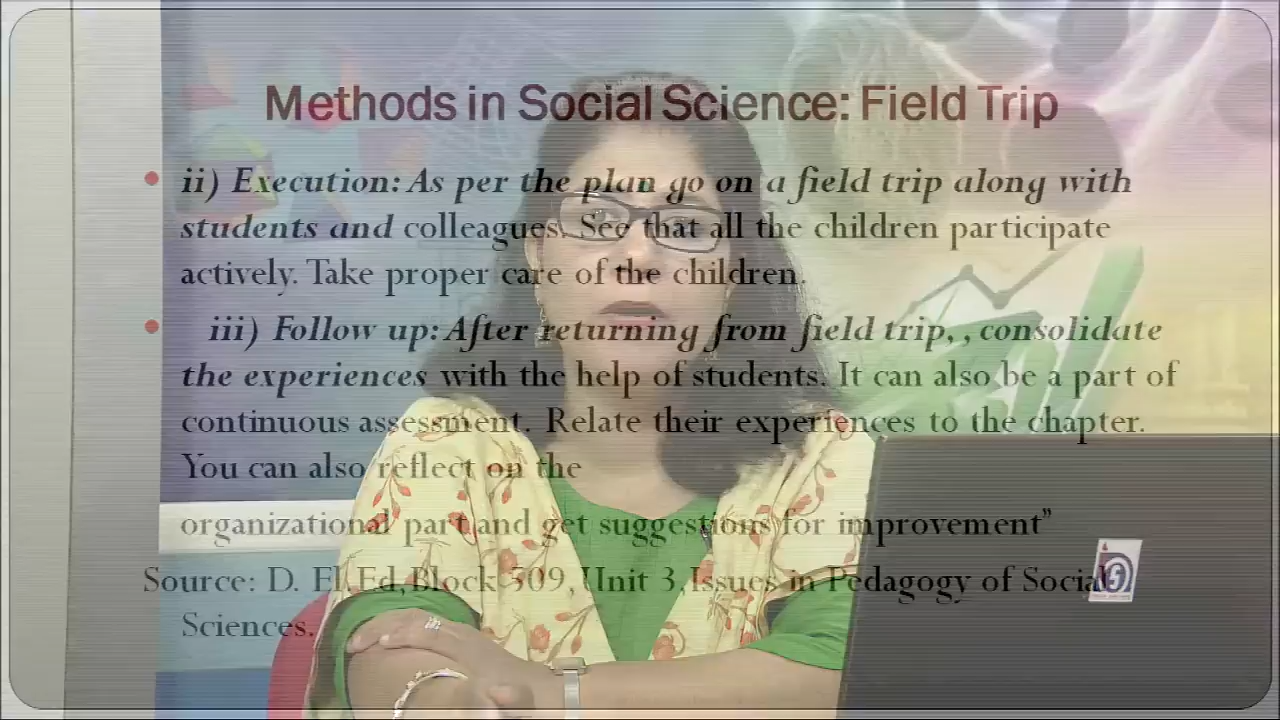 Methods in Social Science: Field Trip
• ii) Execution: As per the plan go on a field trip along with
students and colleagues. See that all the children participate
actively. Take proper care of the children.
• iii) Follow up: After returning from field trip, , consolidate
the experiences with the help of students. It can also be a part of
continuous assessment. Relate their experiences to the chapter.
You can also reflect on the
organizational part and get suggestions for improvement”
Source: D. El.Ed,Block 509,Unit 3,Issues in Pedagogy of Social
Sciences.